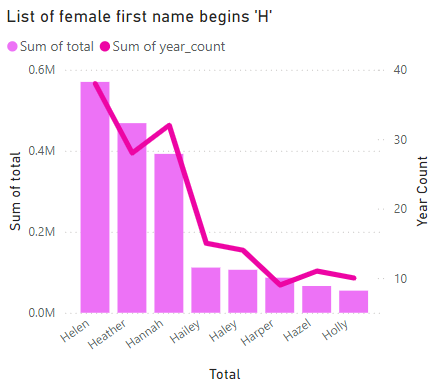 List of female first name begins 'H'
Sum of total Sum of year_count
0.6M
0.4M
0.2M
0.0M
Sum of total
40
30
20
10
Year Count
Helen
Heather
Hannah
Hailey
Haley
Harper
Hazel
Holly
Total